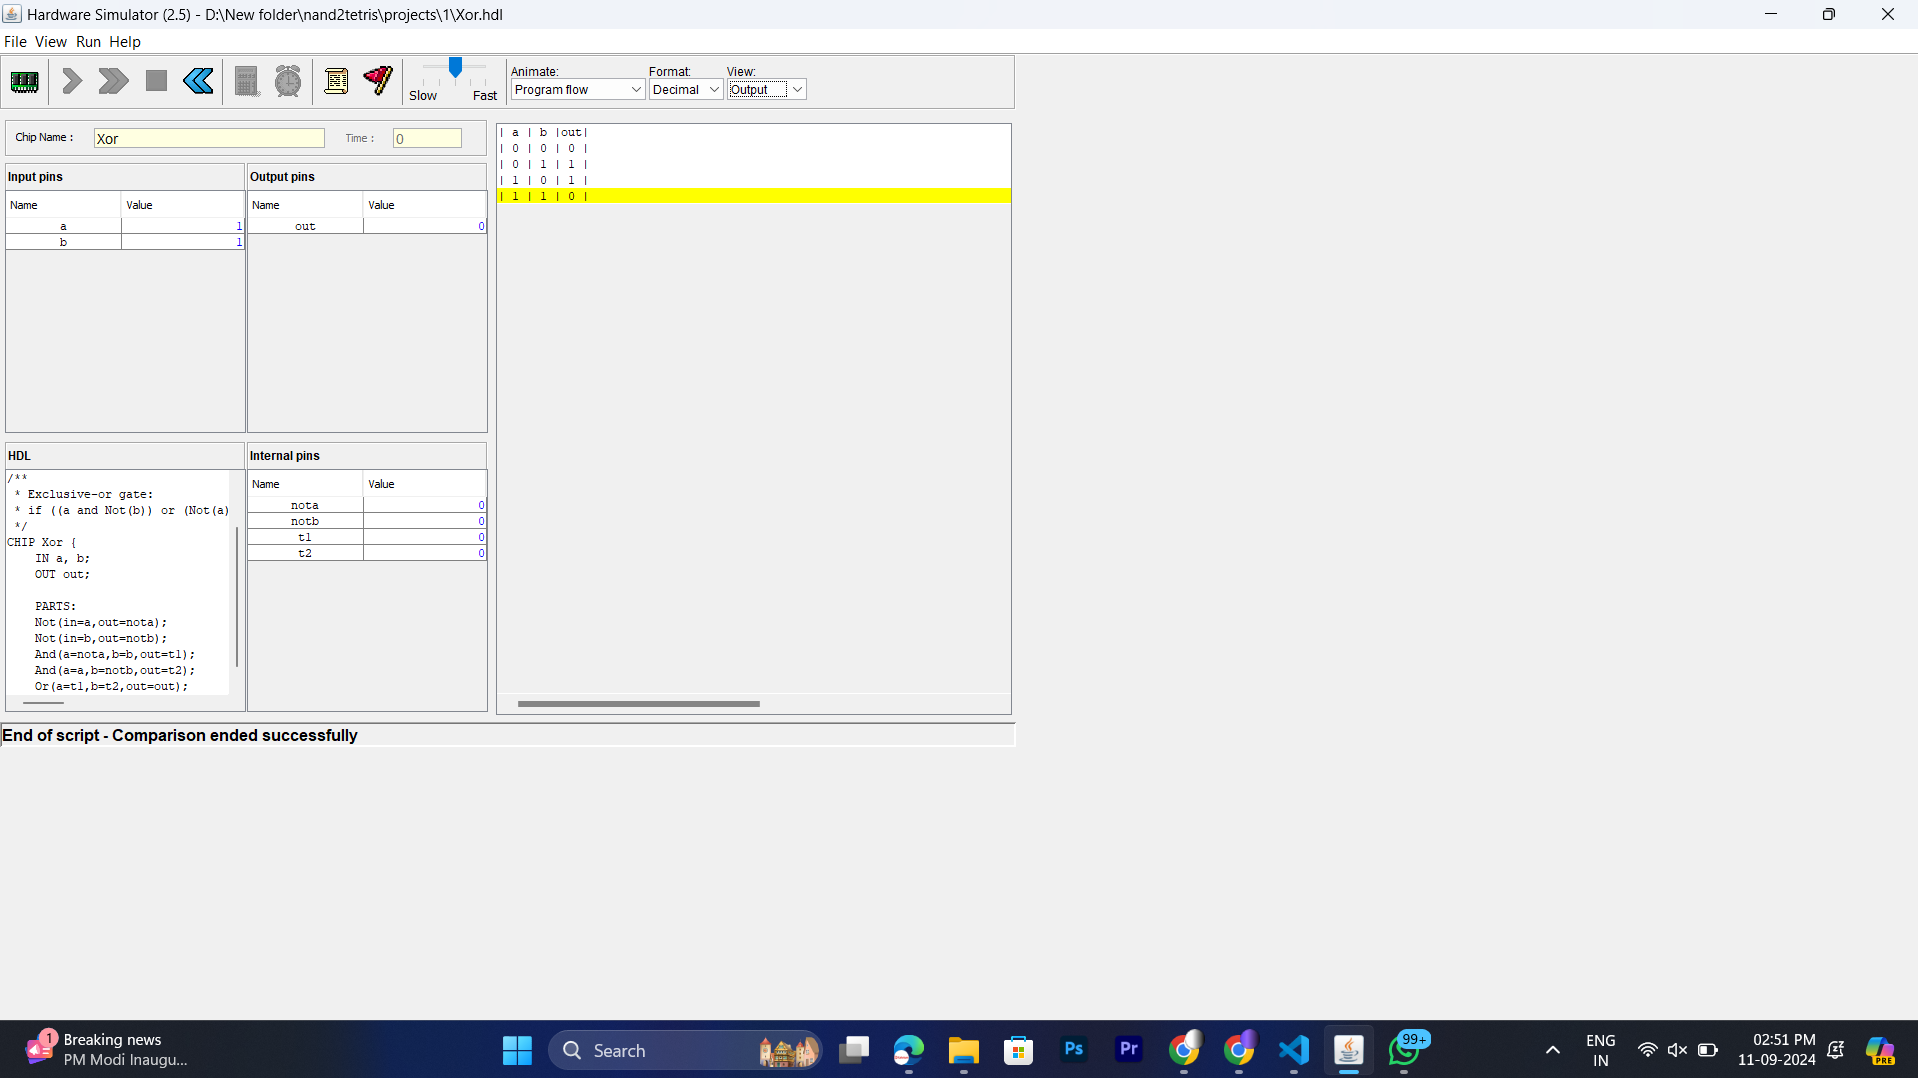 Hardware Simulator (2.5) - D:\New folder\nand2tetris\projects\1\Xor.hdl
File View Run Help
Slow Fast
Animate: Format: View:
Program flow Decimal Output
Chip Name : Xor Time : 0
Input pins
Name Value
a 1
b 1
Output pins
Name Value
out 0
| a | b |out|
| 0 | 0 | 0 |
| 0 | 1 | 1 |
| 1 | 0 | 1 |
| 1 | 1 | 0 |
HDL
/**
* Exclusive-or gate:
* if ((a and Not(b)) or (Not(a)
*/
CHIP Xor {
IN a, b;
OUT out;
PARTS:
Not(in=a,out=nota);
Not(in=b,out=notb);
And(a=nota,b=b,out=t1);
And(a=a,b=notb,out=t2);
Or(a=t1,b=t2,out=out);
Internal pins
Name Value
nota 0
notb 0
t1 0
t2 0
End of script - Comparison ended successfully
1
Breaking news
PM Modi Inaugu...
Search
Ps
Pr
99+
ENG
IN
02:51 PM
11-09-2024
PRE